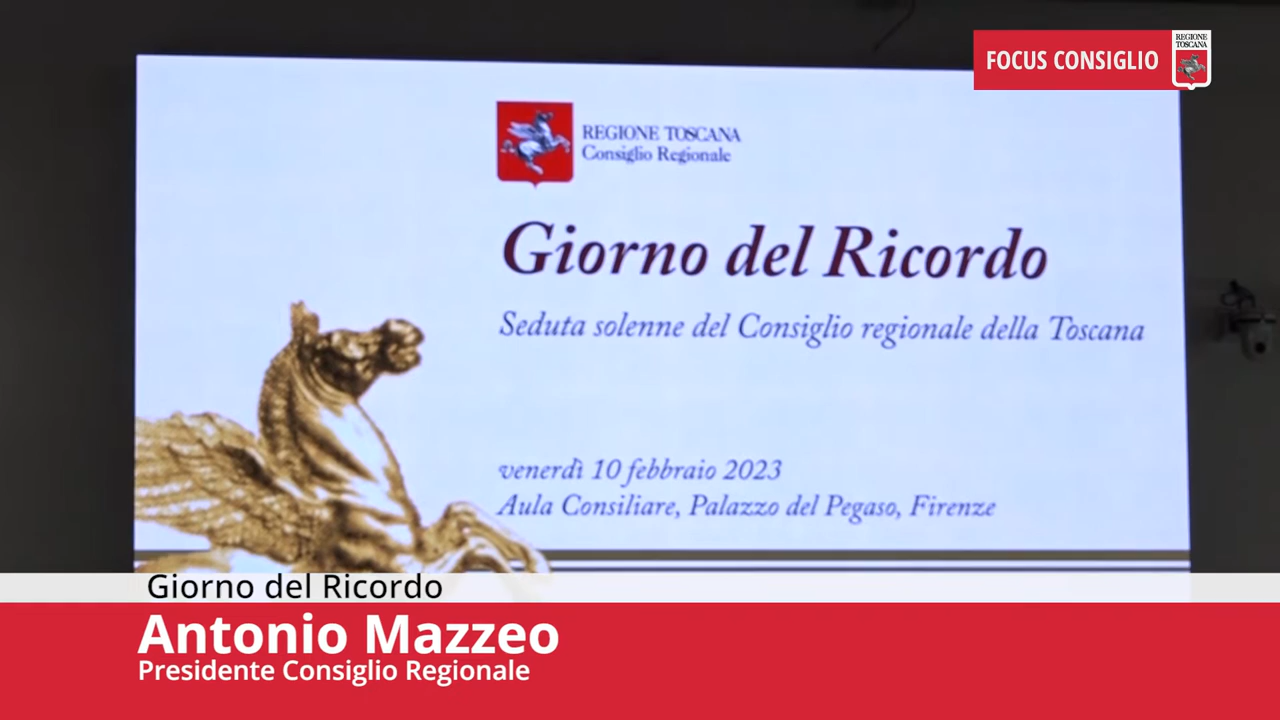 FOCUS CONSIGLIO
REGIONE
TOSCANA
REGIONE TOSCANA
Consiglio Regionale
Giorno del Ricordo
Seduta solenne del Consiglio regionale della Toscana
venerdì 10 febbraio 2023
Aula Consiliare, Palazzo del Pegaso, Firenze
Giorno del Ricordo
Antonio Mazzeo
Presidente Consiglio Regionale